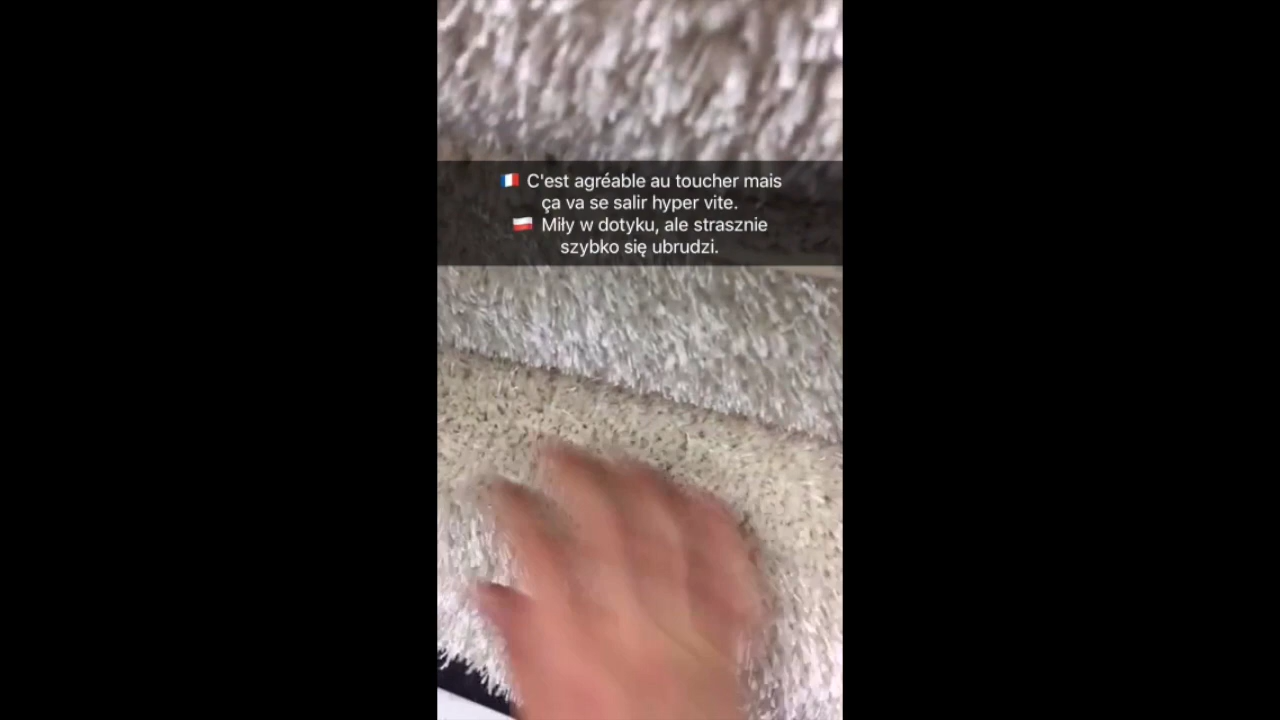 🇫🇷 C'est agréable au toucher mais
ça va se salir hyper vite.
🇵🇱 Miły w dotyku, ale strasznie
szybko się ubrudzi.